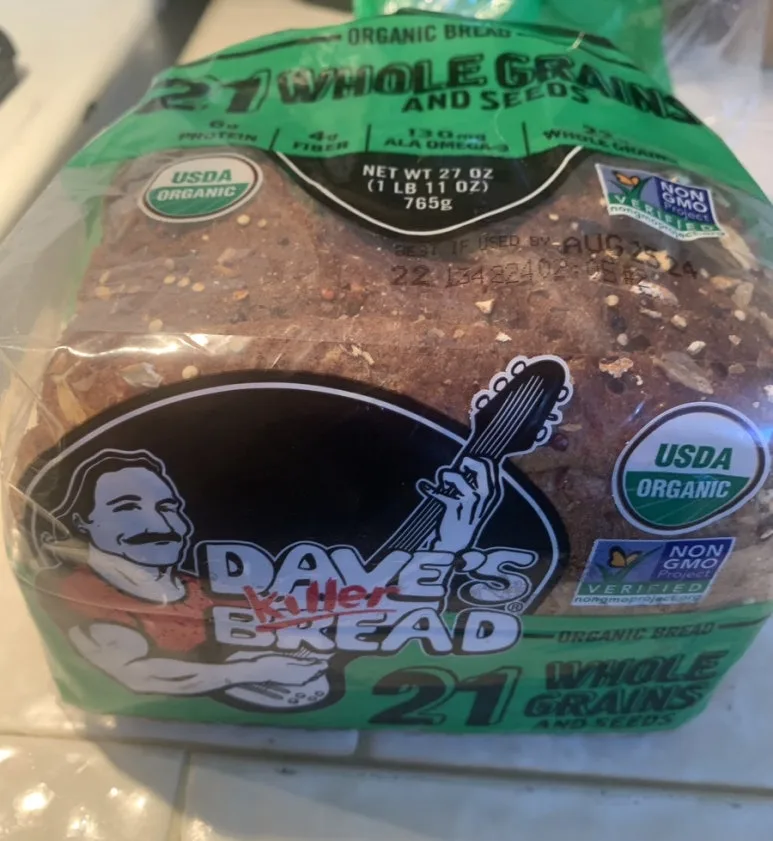 ORGANIC BREAD
21 WHOLE GRAINS
AND SEEDS
PROTEIN
4g
FIBER
ALA OMEGA-3
WHOLE GRAINS
USDA
ORGANIC
NET WT 27 OZ
(1 LB 11 OZ)
765g
NON
GMO
Project
VERIFIED
BEST IF USED BY AUG
24
USDA
ORGANIC
NON
GMO
Project
VERIFIED
nongmoproject.org
DAVE'S
Killer
BREAD®
ORGANIC BREAD
21 WHOLE
GRAINS
AND SEEDS